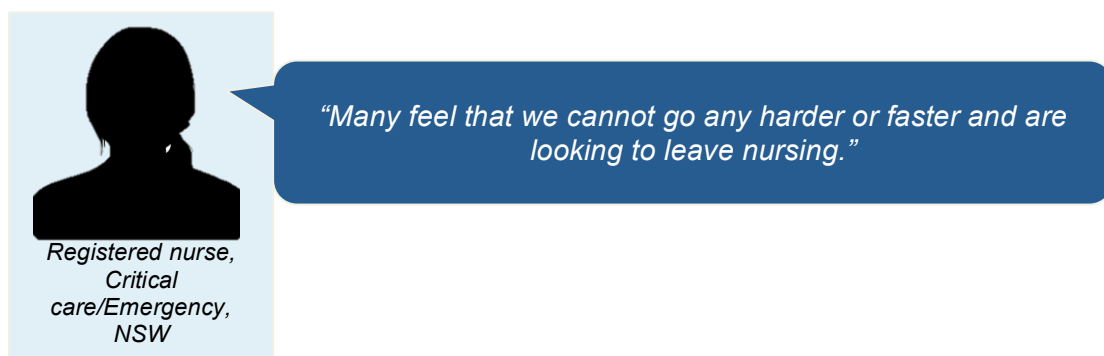 “Many feel that we cannot go any harder or faster and are
looking to leave nursing.”
Registered nurse,
Critical
care/Emergency,
NSW